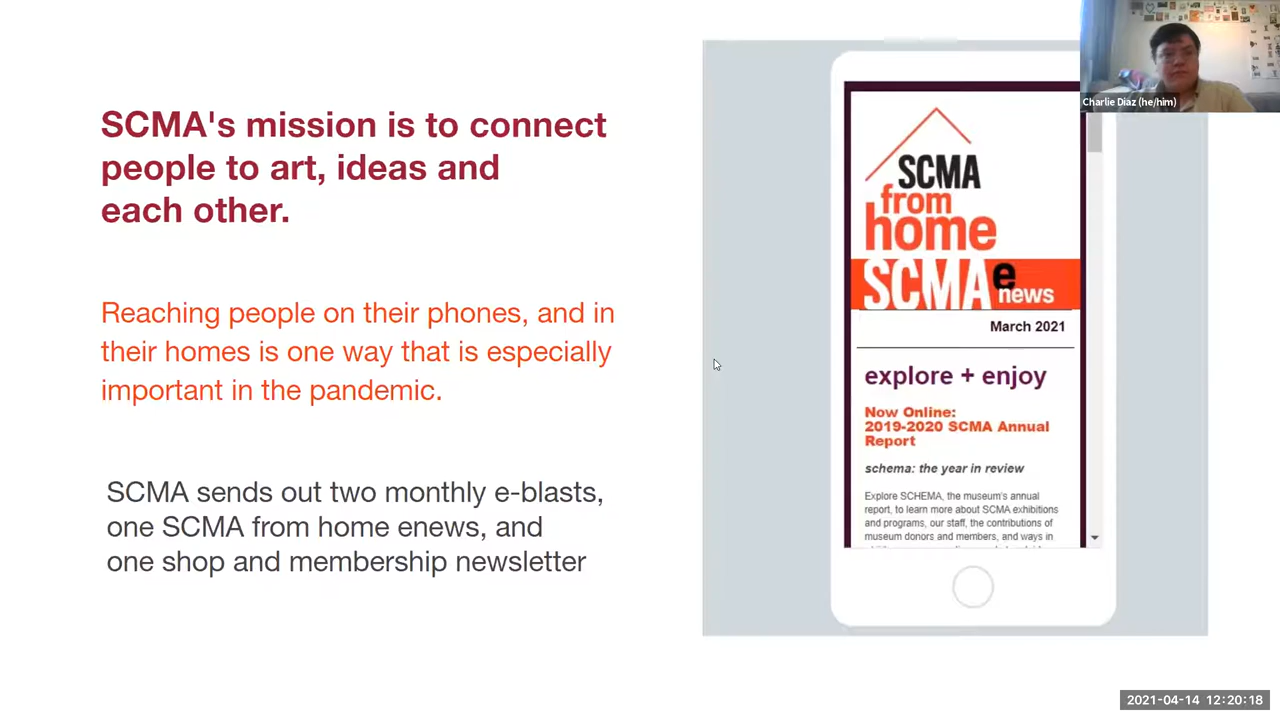 SCMA's mission is to connect
people to art, ideas and
each other.
Reaching people on their phones, and in
their homes is one way that is especially
important in the pandemic.
SCMA sends out two monthly e-blasts,
one SCMA from home enews, and
one shop and membership newsletter
SCMA
from
home
SCMA e
news
March 2021
explore + enjoy
Now Online:
2019-2020 SCMA Annual
Report
schema: the year in review
Explore SCHEMA, the museum's annual
report, to learn more about SCMA exhibitions
and programs, our staff, the contributions of
museum donors and members, and ways in
Charlie Diaz (he/him)
2021-04-14 12:20:18